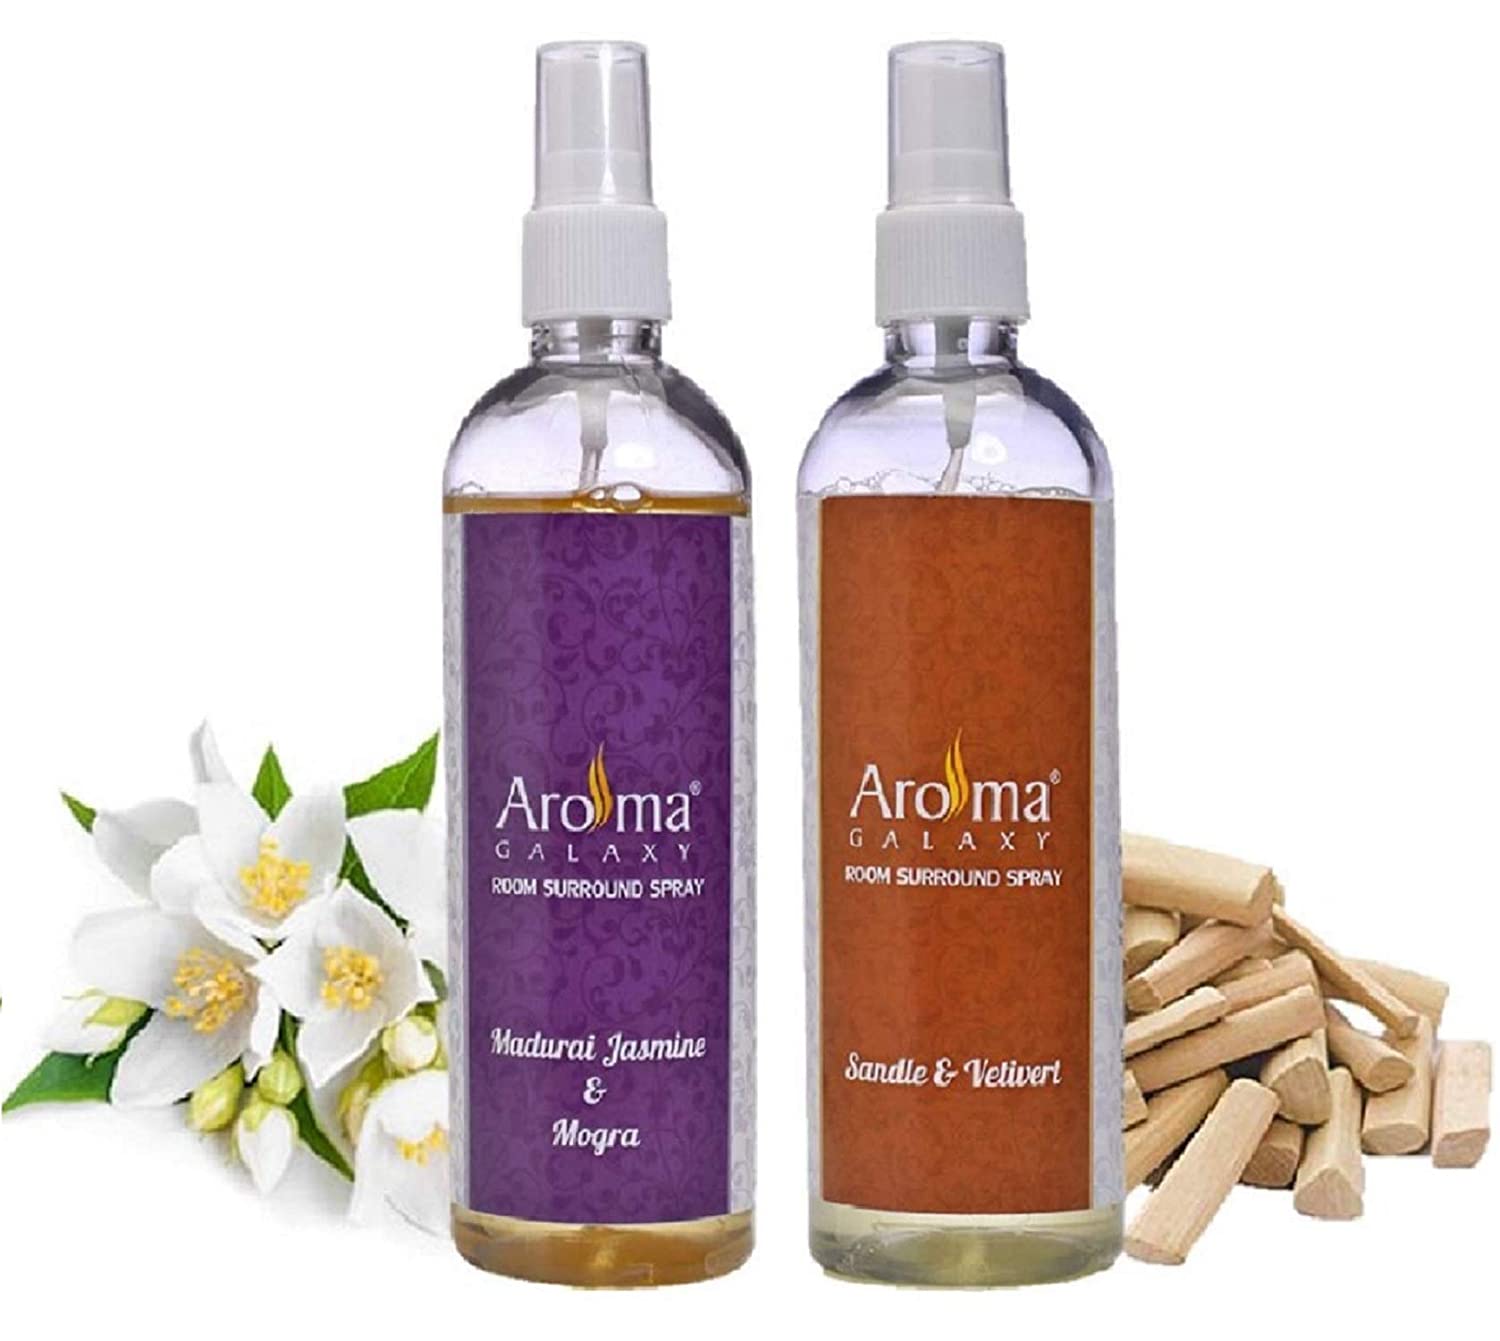 Aroma®
GALAXY
ROOM SURROUND SPRAY
Madurai Jasmine
&
Mogra
Aroma®
GALAXY
ROOM SURROUND SPRAY
Sandle & Vetivert